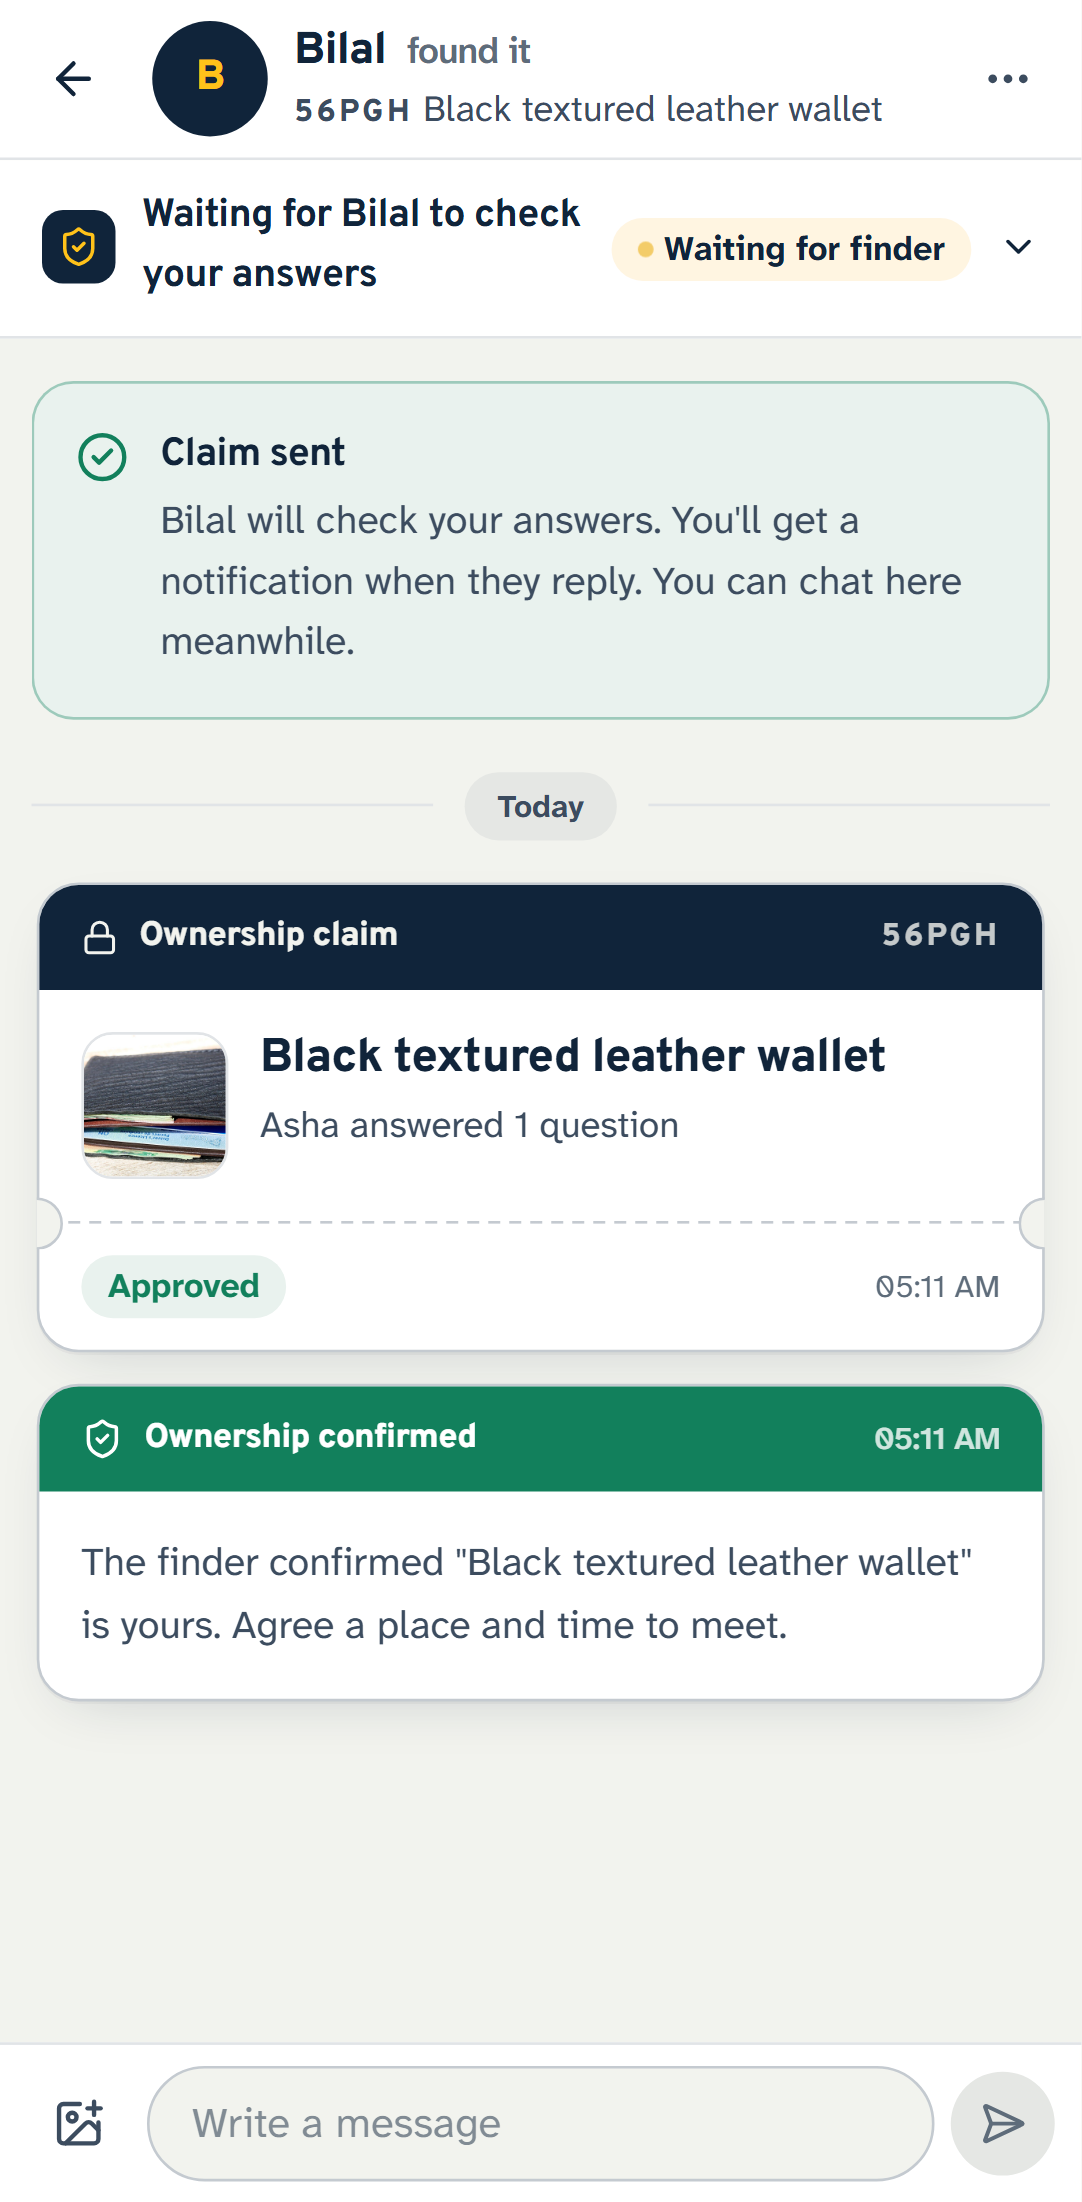 B
Bilal found it
56PGH Black textured leather wallet
Waiting for Bilal to check
your answers
Waiting for finder
Claim sent
Bilal will check your answers. You'll get a
notification when they reply. You can chat here
meanwhile.
Today
Ownership claim 56PGH
Black textured leather wallet
Asha answered 1 question
Approved 05:11 AM
Ownership confirmed 05:11 AM
The finder confirmed "Black textured leather wallet"
is yours. Agree a place and time to meet.
Write a message